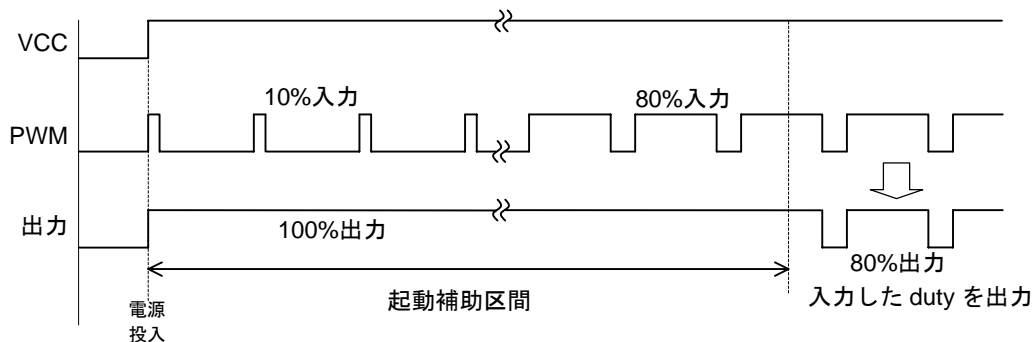 VCC
10%入力
80%入力
PWM
出力
100%出力
80%出力
起動補助区間
入力した duty を出力
電源
投入